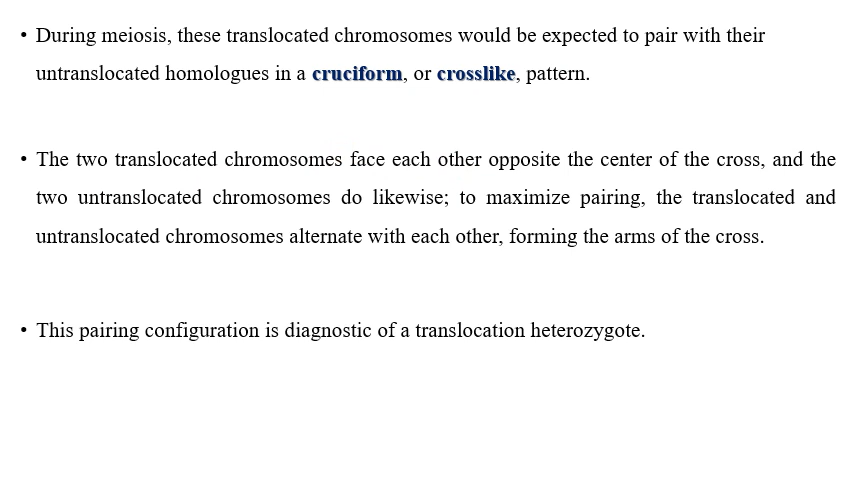 • During meiosis, these translocated chromosomes would be expected to pair with their
untranslocated homologues in a cruciform, or crosslike, pattern.
• The two translocated chromosomes face each other opposite the center of the cross, and the
two untranslocated chromosomes do likewise; to maximize pairing, the translocated and
untranslocated chromosomes alternate with each other, forming the arms of the cross.
• This pairing configuration is diagnostic of a translocation heterozygote.